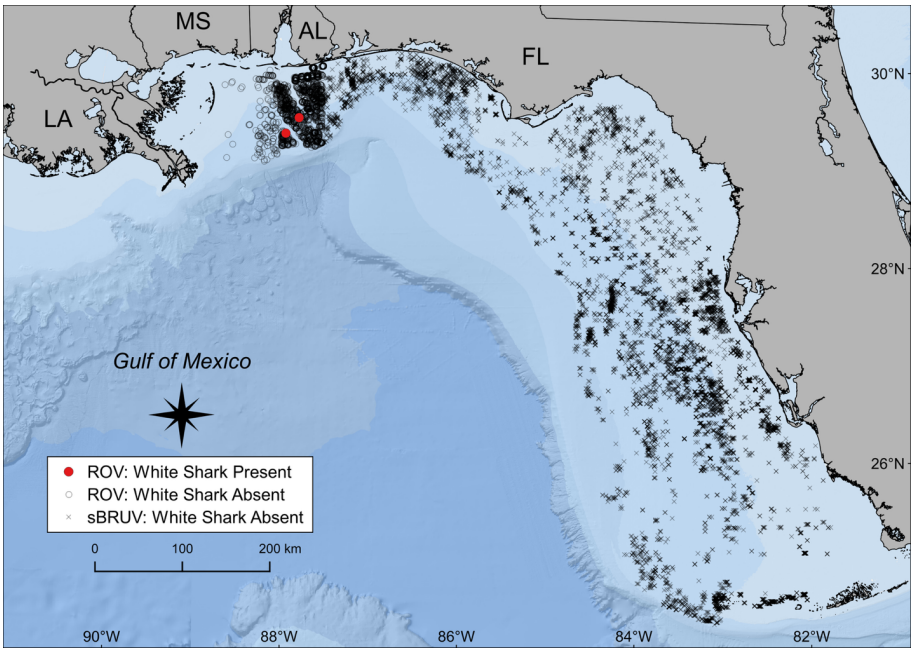 MS
AL
FL
30°N
LA
28°N
Gulf of Mexico
26°N
ROV: White Shark Present
ROV: White Shark Absent
sBRUV: White Shark Absent
0 100 200 km
90°W 88°W 86°W 84°W 82°W